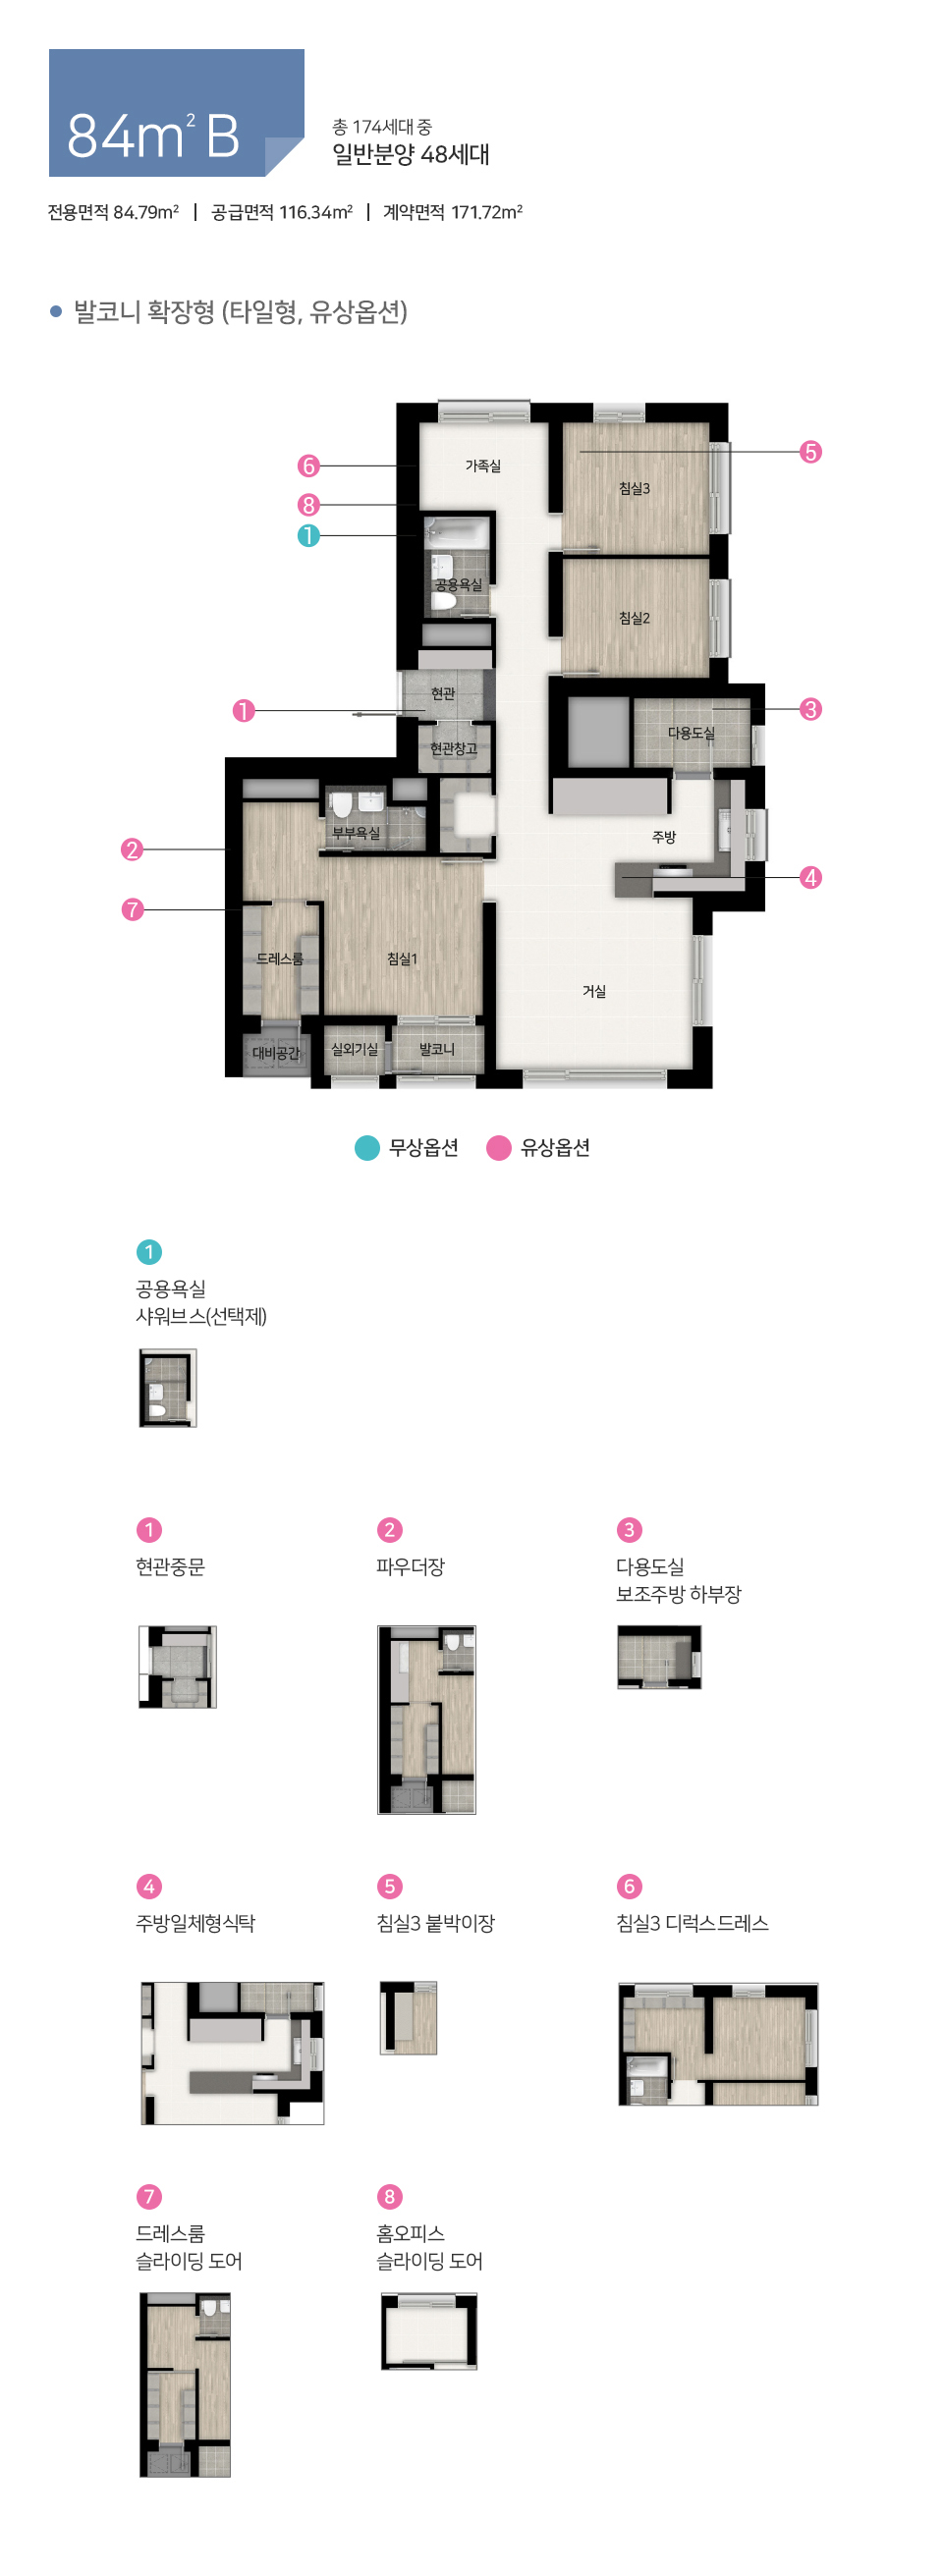 84m² B
총 174세대 중
일반분양 48세대
전용면적 84.79m² | 공급면적 116.34m² | 계약면적 171.72m²
• 발코니 확장형 (타일형, 유상옵션)
6
가족실
5
침실3
8
1
공용욕실
침실2
현관
1
3
다용도실
현관창고
2
부부욕실
주방
4
7
드레스룸
침실1
거실
대비공간
실외기실
발코니
무상옵션
유상옵션
1
공용욕실
샤워브스(선택제)
1
현관중문
2
파우더장
3
다용도실
보조주방 하부장
4
주방일체형식탁
5
침실3 붙박이장
6
침실3 디럭스드레스
7
드레스룸
슬라이딩 도어
8
홈오피스
슬라이딩 도어